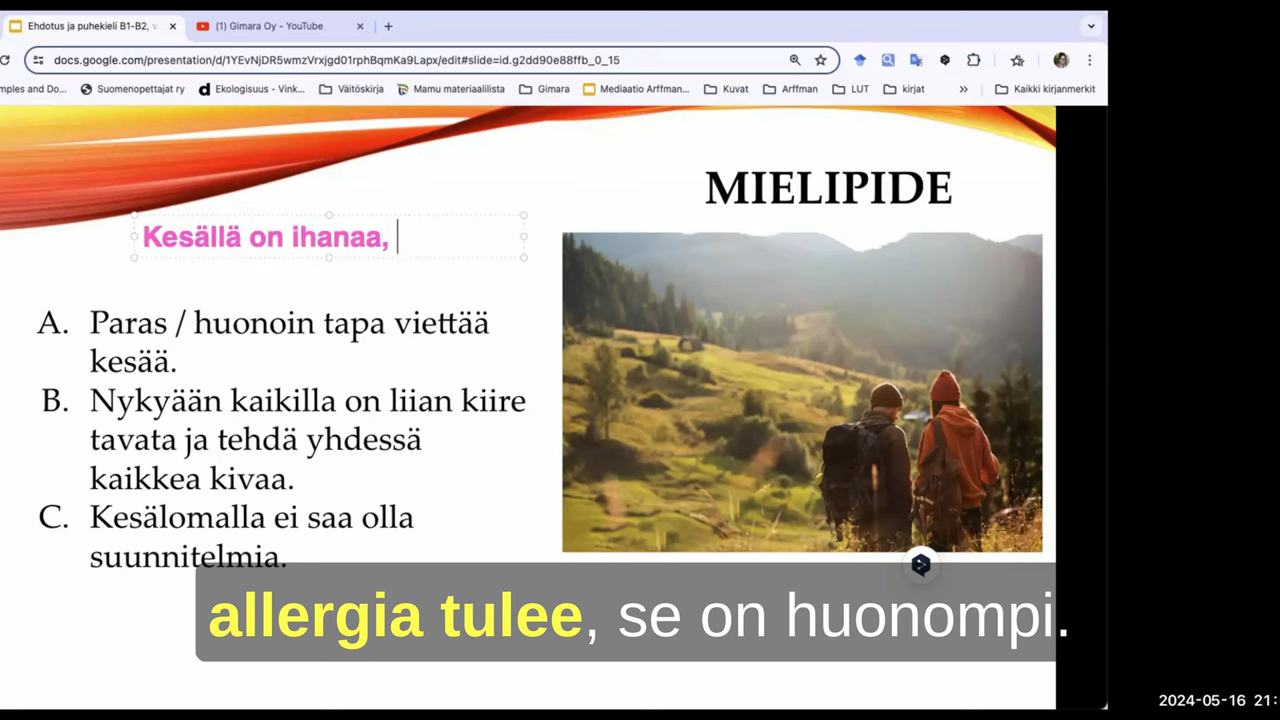 Ehdotus ja puhekieli B1-B2, v
(1) Gimara Oy - YouTube
docs.google.com/presentation/d/1YEvNjDR5wmzVrxjgd01rphBqmKa9Lapx/edit#slide=id.g2dd90e88ffb_0_15
mples and Do...
Suomenopettajat ry
Ekologisuus - Vink...
Väitöskirja
Mamu materiaalilista
Gimara
Mediaatio Arffman...
Kuvat
Arffman
LUT
kirjat
Kaikki kirjanmerkit
MIELIPIDE
Kesällä on ihanaa,
A. Paras / huonoin tapa viettää
kesää.
B. Nykyään kaikilla on liian kiire
tavata ja tehdä yhdessä
kaikkea kivaa.
C. Kesälomalla ei saa olla
suunnitelmia.
allergia tulee, se on huonompi.
2024-05-16 21: